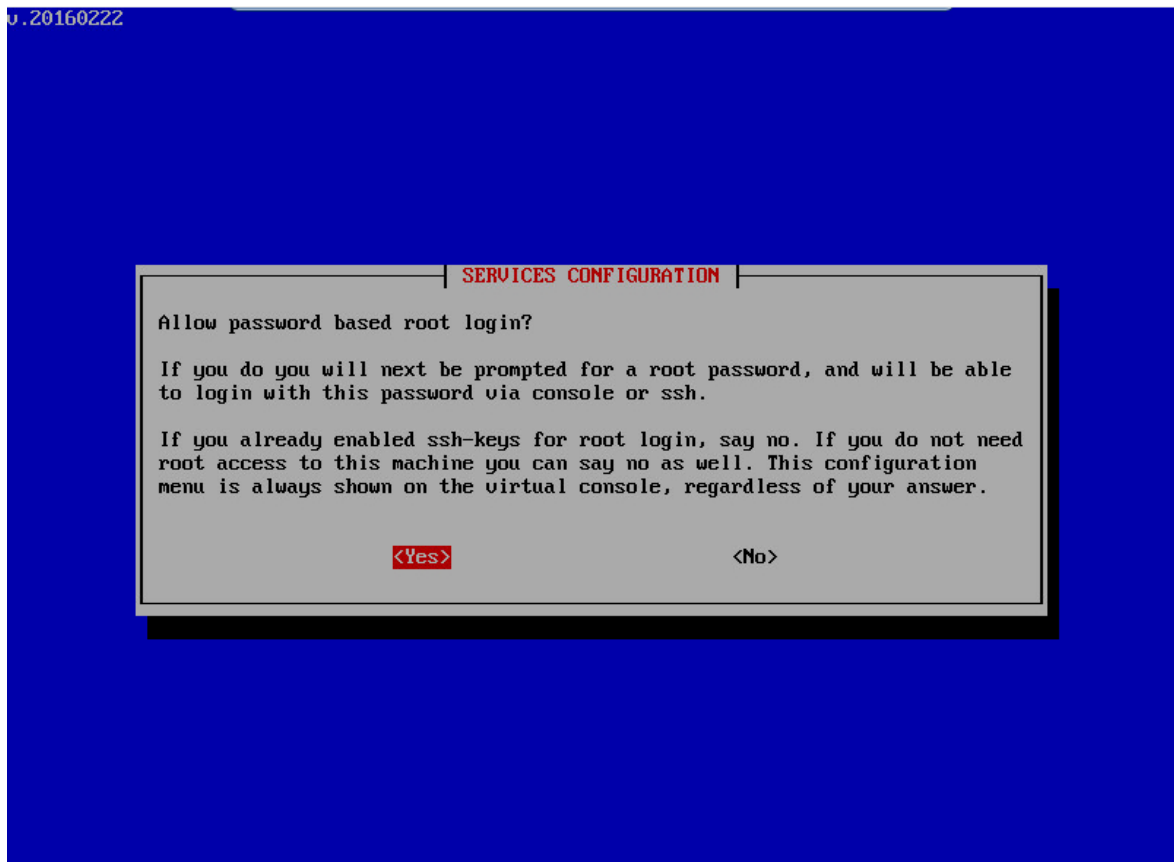 v.20160222
SERVICES CONFIGURATION
Allow password based root login?
If you do you will next be prompted for a root password, and will be able
to login with this password via console or ssh.
If you already enabled ssh-keys for root login, say no. If you do not need
root access to this machine you can say no as well. This configuration
menu is always shown on the virtual console, regardless of your answer.
<Yes> <No>